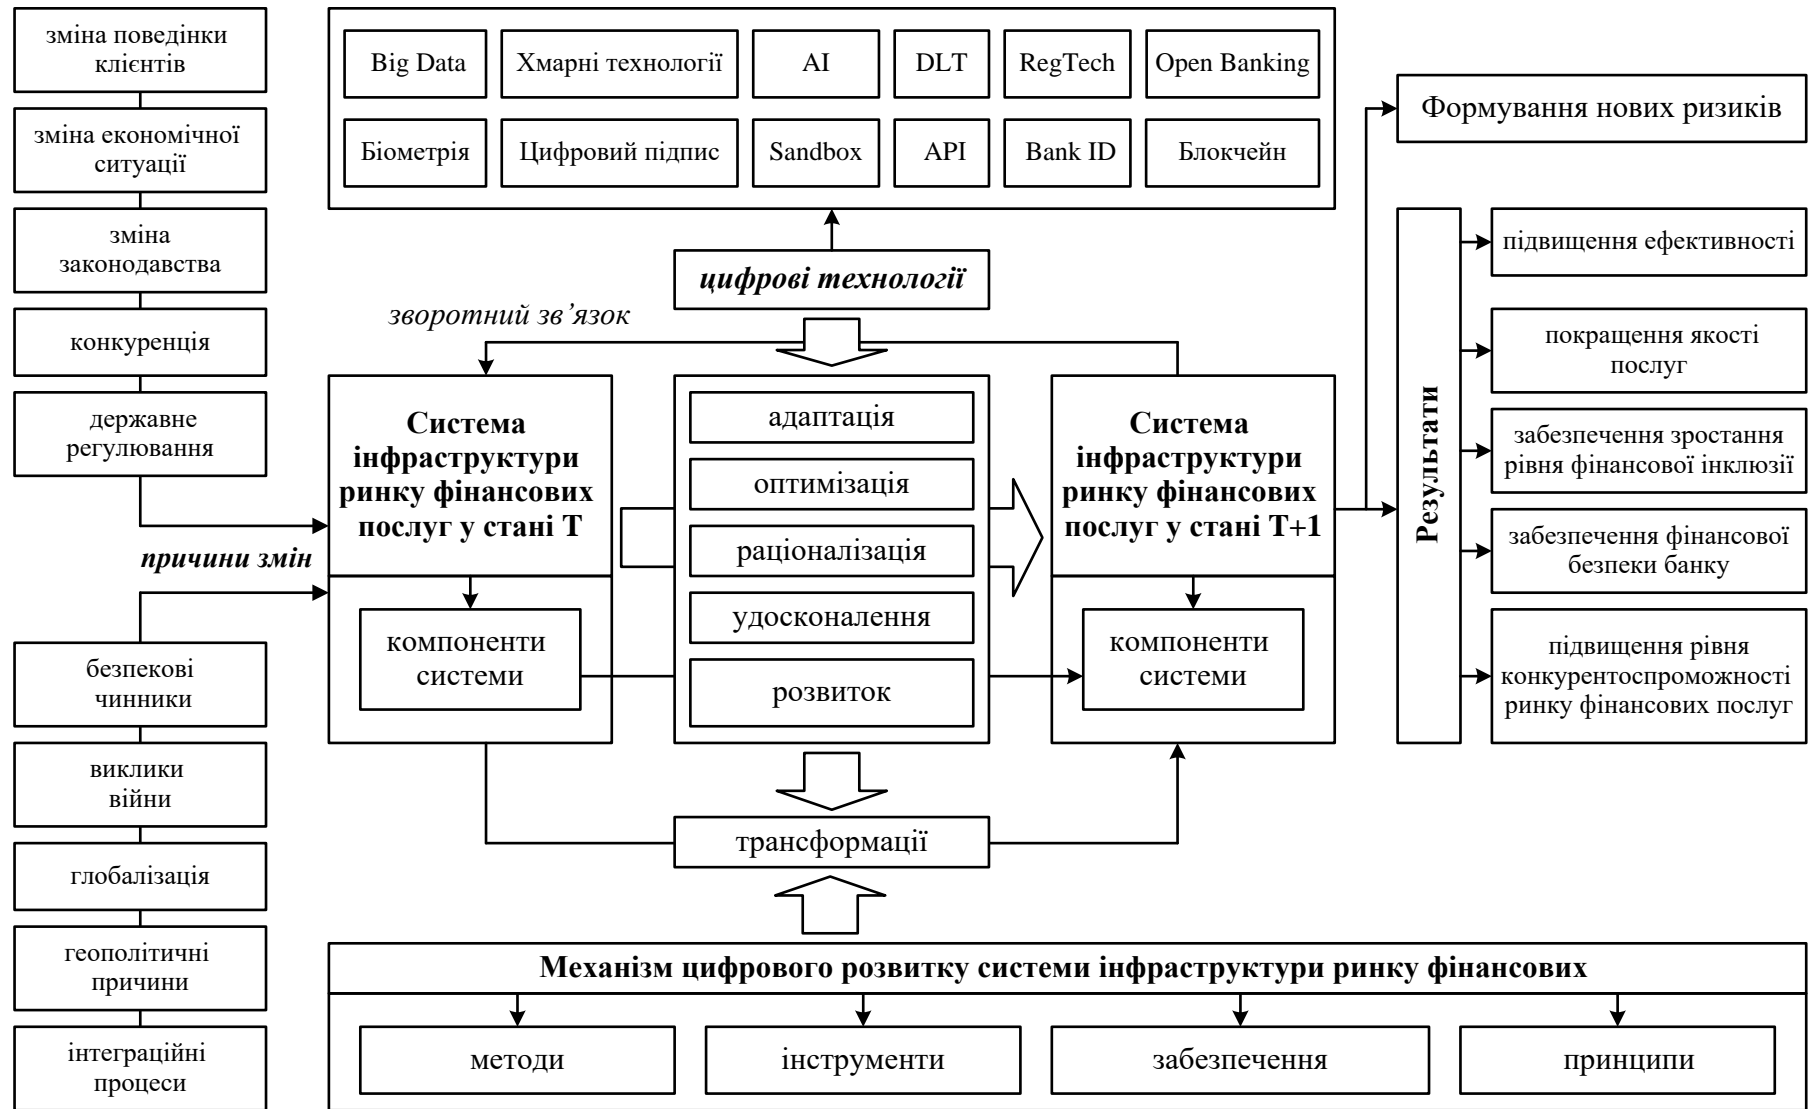 зміна поведінки
клієнтів
зміна економічної
ситуації
зміна
законодавства
конкуренція
державне
регулювання
причини змін
безпекові
чинники
виклики
війни
глобалізація
геополітичні
причини
інтеграційні
процеси
Big Data
Хмарні технології
AI
DLT
RegTech
Open Banking
Біометрія
Цифровий підпис
Sandbox
API
Bank ID
Блокчейн
цифрові технології
зворотний зв’язок
Система
інфраструктури
ринку фінансових
послуг у стані Т
компоненти
системи
адаптація
оптимізація
раціоналізація
удосконалення
розвиток
Система
інфраструктури
ринку фінансових
послуг у стані Т+1
компоненти
системи
трансформації
Формування нових ризиків
Результати
підвищення ефективності
покращення якості
послуг
забезпечення зростання
рівня фінансової інклюзії
забезпечення фінансової
безпеки банку
підвищення рівня
конкурентоспроможності
ринку фінансових послуг
Механізм цифрового розвитку системи інфраструктури ринку фінансових
методи
інструменти
забезпечення
принципи